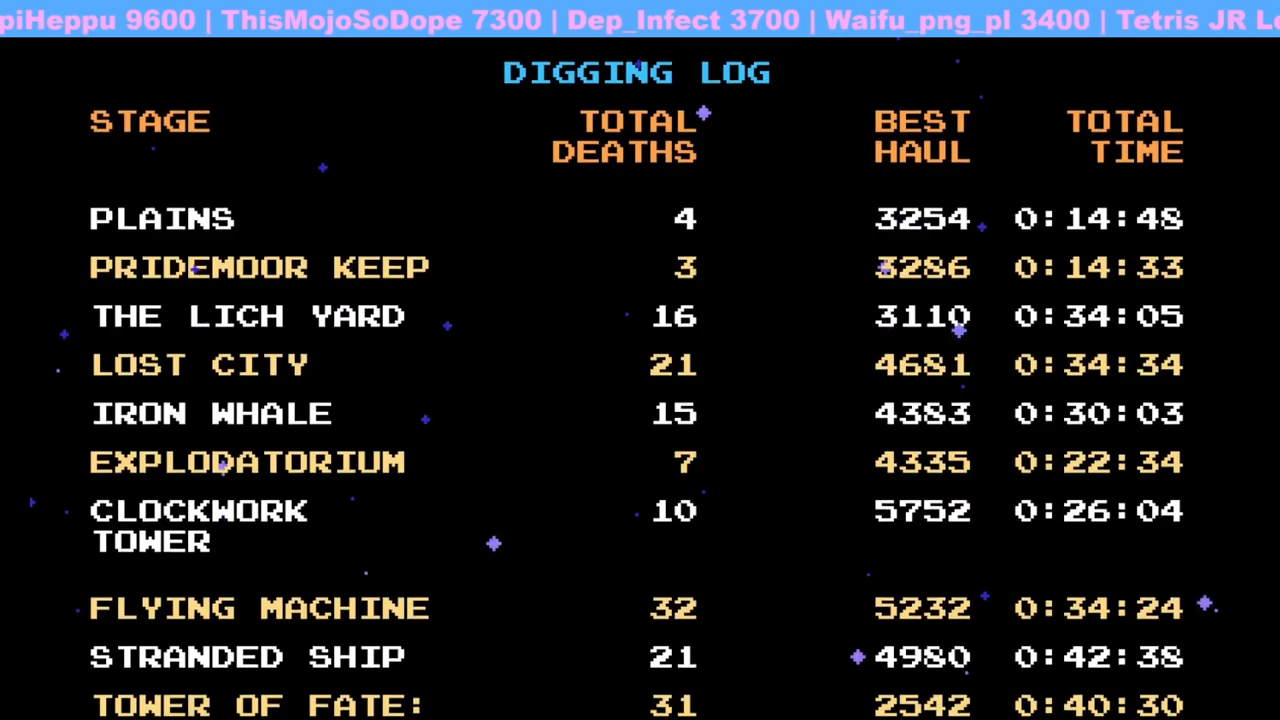 piHeppu 9600 | ThisMojoSoDope 7300 | Dep_Infect 3700 | Waifu_png_pl 3400 | Tetris JR
DIGGING LOG
STAGE TOTAL DEATHS BEST HAUL TOTAL TIME
PLAINS 4 3254 0:14:48
PRIDEMOOR KEEP 3 3286 0:14:33
THE LICH YARD 16 3110 0:34:05
LOST CITY 21 4681 0:34:34
IRON WHALE 15 4383 0:30:03
EXPLODATORIUM 7 4335 0:22:34
CLOCKWORK TOWER 10 5752 0:26:04
FLYING MACHINE 32 5232 0:34:24
STRANDED SHIP 21 4980 0:42:38
TOWER OF FATE: 31 2542 0:40:30